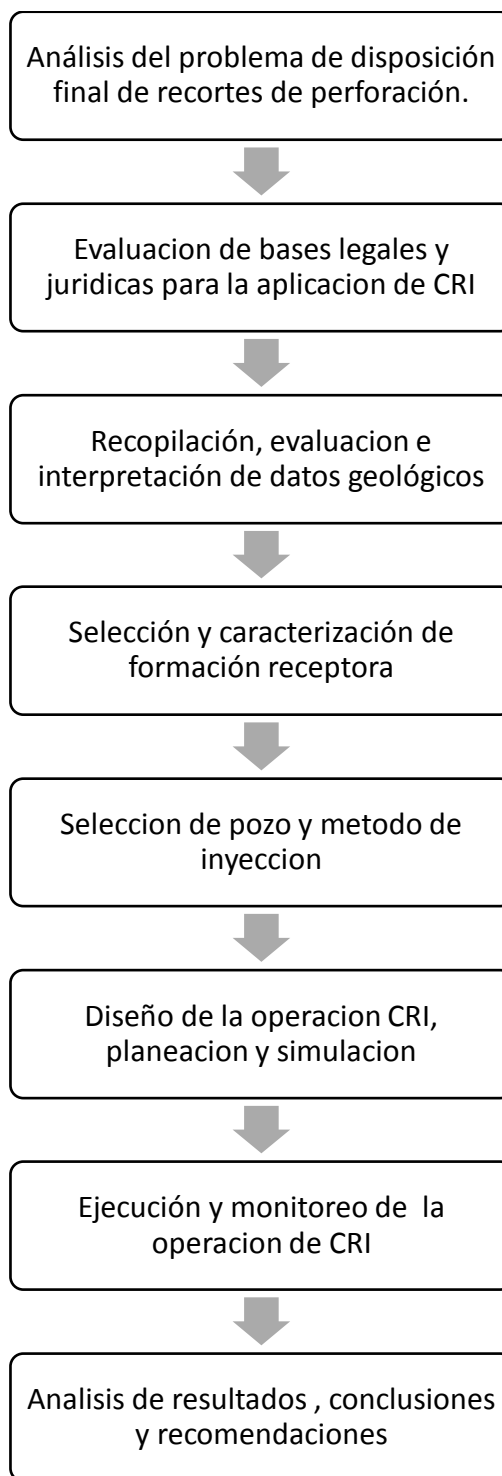 Análisis del problema de disposición
final de recortes de perforación.
Evaluacion de bases legales y
juridicas para la aplicacion de CRI
Recopilación, evaluacion e
interpretación de datos geológicos
Selección y caracterización de
formación receptora
Seleccion de pozo y metodo de
inyeccion
Diseño de la operacion CRI,
planeacion y simulacion
Ejecución y monitoreo de  la
operacion de CRI
Analisis de resultados , conclusiones
y recomendaciones